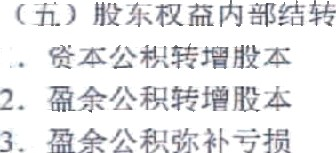 （五）股东权益内部结转
1．资本公积转增股本
2．盈余公积转增股本
3．盈余公积弥补亏损